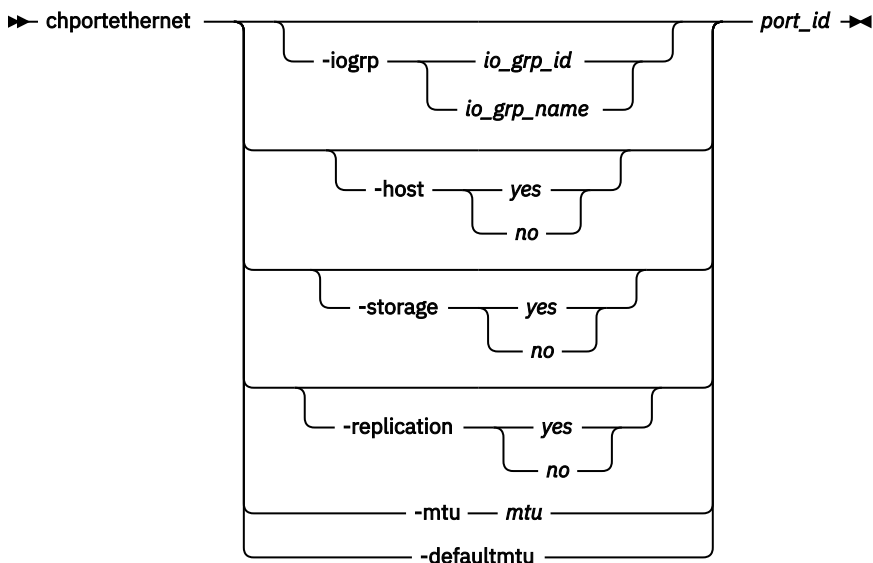 chportethernet port_id
-iogrp io_grp_id
io_grp_name
-host yes
no
-storage yes
no
-replication yes
no
-mtu mtu
-defaultmtu